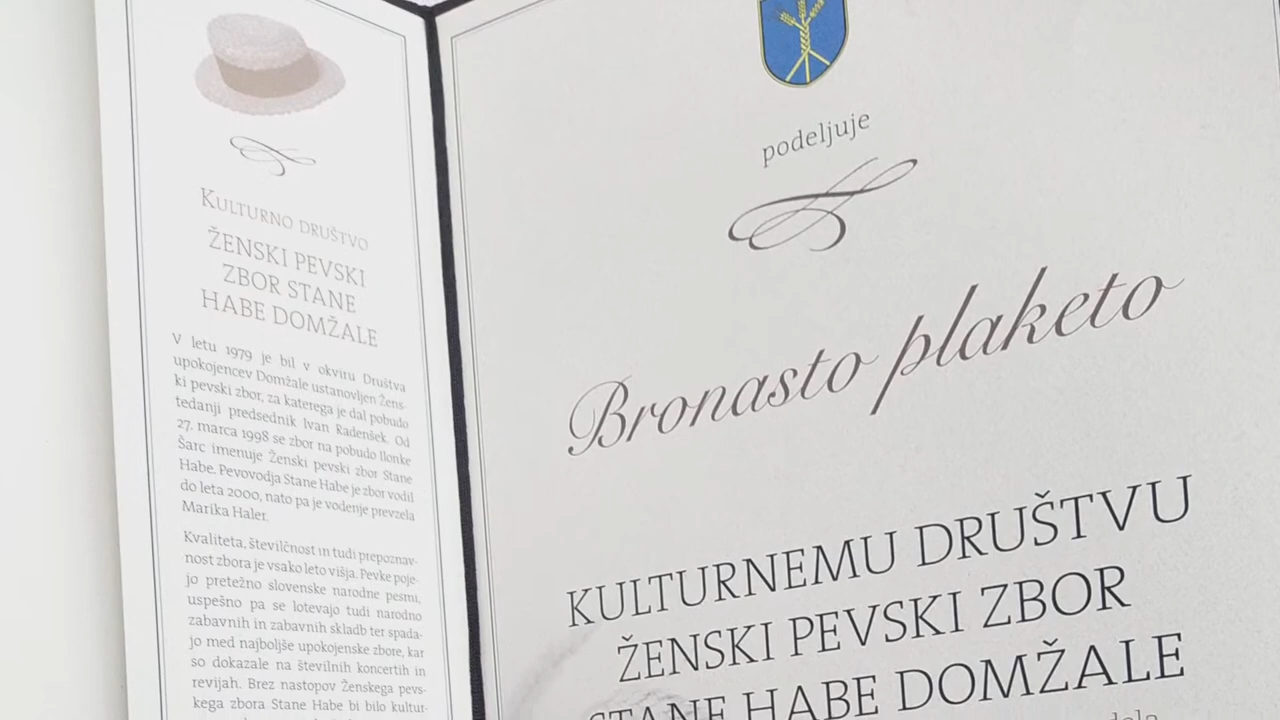 KULTURNO DRUŠTVO
ŽENSKI PEVSKI
ZBOR STANE
HABE DOMŽALE
V letu 1979 je bil v okviru Društva
upokojencev Domžale ustanovljen Žens-
ki pevski zbor, za katerega je dal pobudo
tedanji predsednik Ivan Radenšek. Od
27. marca 1998 se zbor na pobudo Ilonke
Šarc imenuje Ženski pevski zbor Stane
Habe. Pevovodja Stane Habe je zbor vodil
do leta 2000, nato pa je vodenje prevzela
Marika Haler.
Kvaliteta, številčnost in tudi prepoznav-
nost zbora je vsako leto višja. Pevke poje-
jo pretežno slovenske narodne pesmi,
uspešno pa se lotevajo tudi narodno
zabavnih in zabavnih skladb ter spada-
jo med najboljše upokojenske zbore, kar
so dokazale na številnih koncertih in
revijah. Brez nastopov Ženskega pevs-
kega zbora Stane Habe bi bilo kultur-
podeljuje
Bronasto plaketo
KULTURNEMU DRUŠTVU
ŽENSKI PEVSKI ZBOR
STANE HABE DOMŽALE
dela